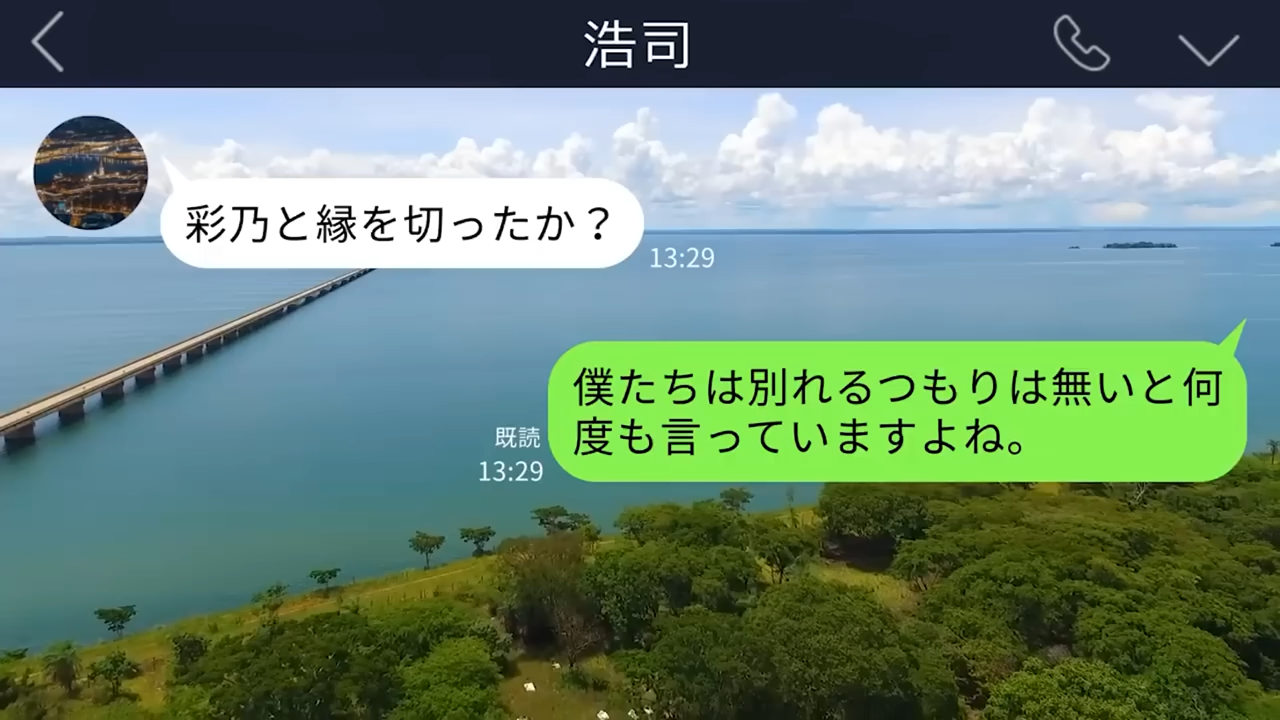 浩司
彩乃と縁を切ったか？
13:29
僕たちは別れるつもりは無いと何
度も言っていますよね。
既読
13:29